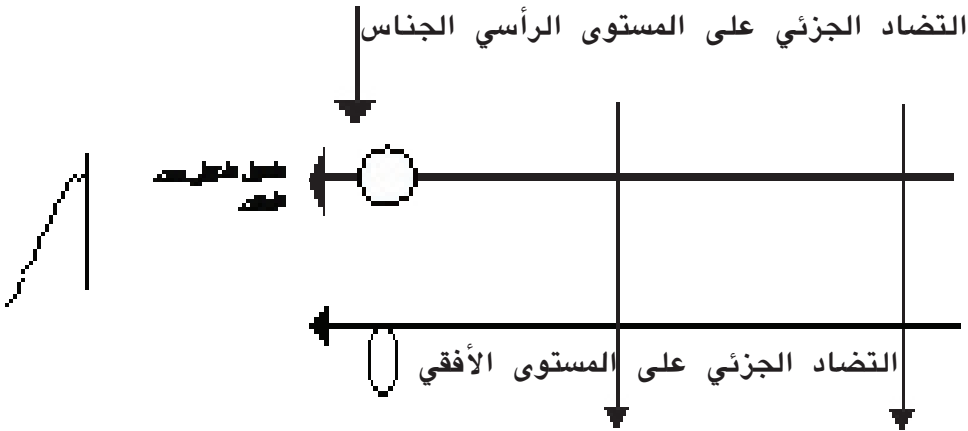 التضاد الجزئي على المستوى الرأسي الجناس
التضاد الجزئي على المستوى الأفقي